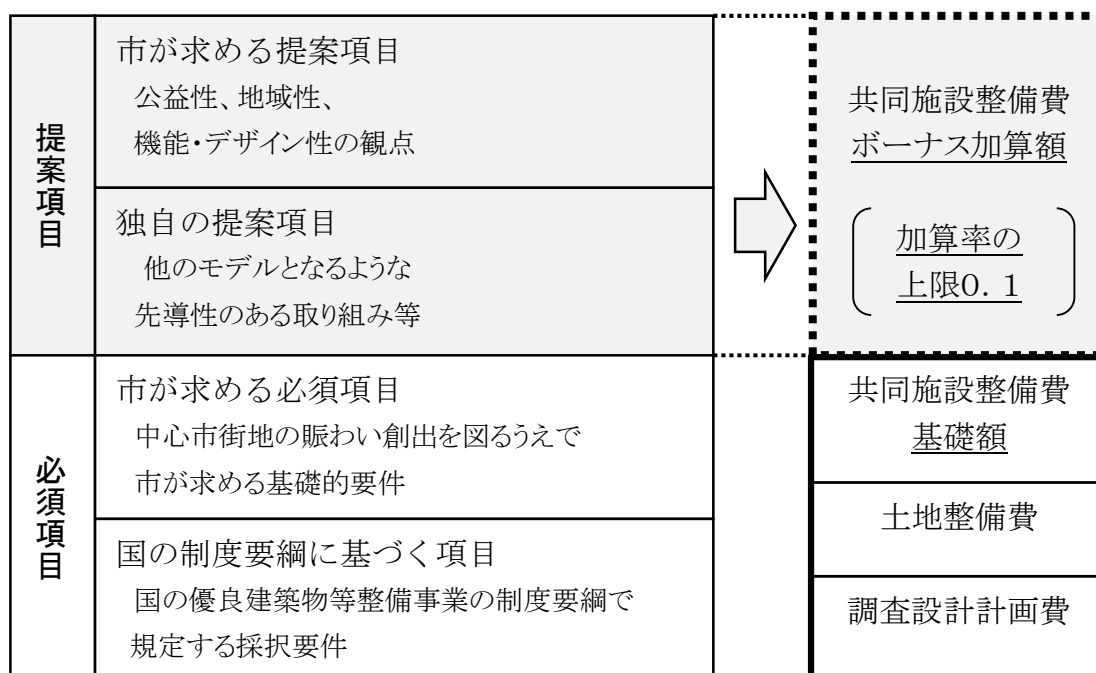 提案項目
市が求める提案項目
公益性、地域性、
機能・デザイン性の観点
独自の提案項目
他のモデルとなるような
先導性のある取り組み等
必須項目
市が求める必須項目
中心市街地の賑わい創出を図るうえで
市が求める基礎的要件
国の制度要綱に基づく項目
国の優良建築物等整備事業の制度要綱で
規定する採択要件
共同施設整備費
ボーナス加算額
加算率の
上限0.1
共同施設整備費
基礎額
土地整備費
調査設計計画費